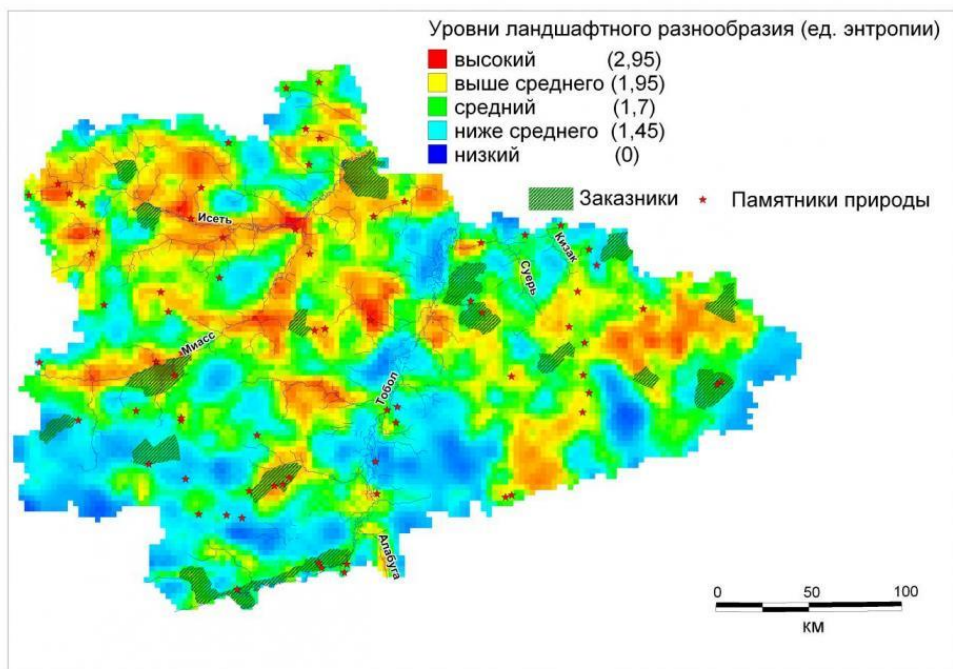 Уровни ландшафтного разнообразия (ед. энтропии)
высокий (2,95)
выше среднего (1,95)
средний (1,7)
ниже среднего (1,45)
низкий (0)
Заказники Памятники природы
Исеть
Кизак
Суерь
Миасс
Тобол
Алабуга
0 50 100
км